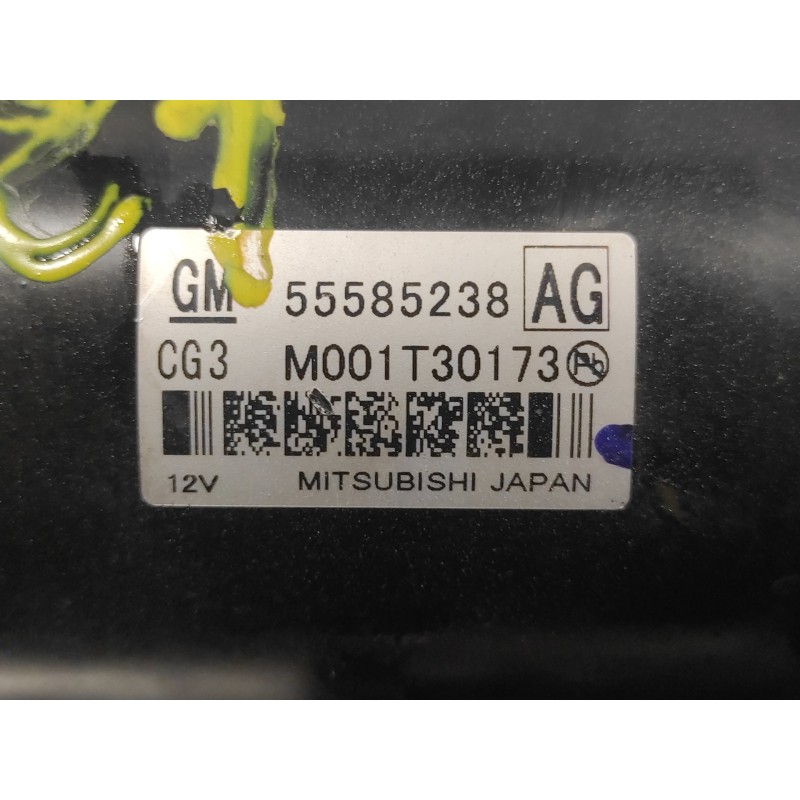 GM 55585238 AG
CG3 M001T30173 Pb
12V MITSUBISHI JAPAN